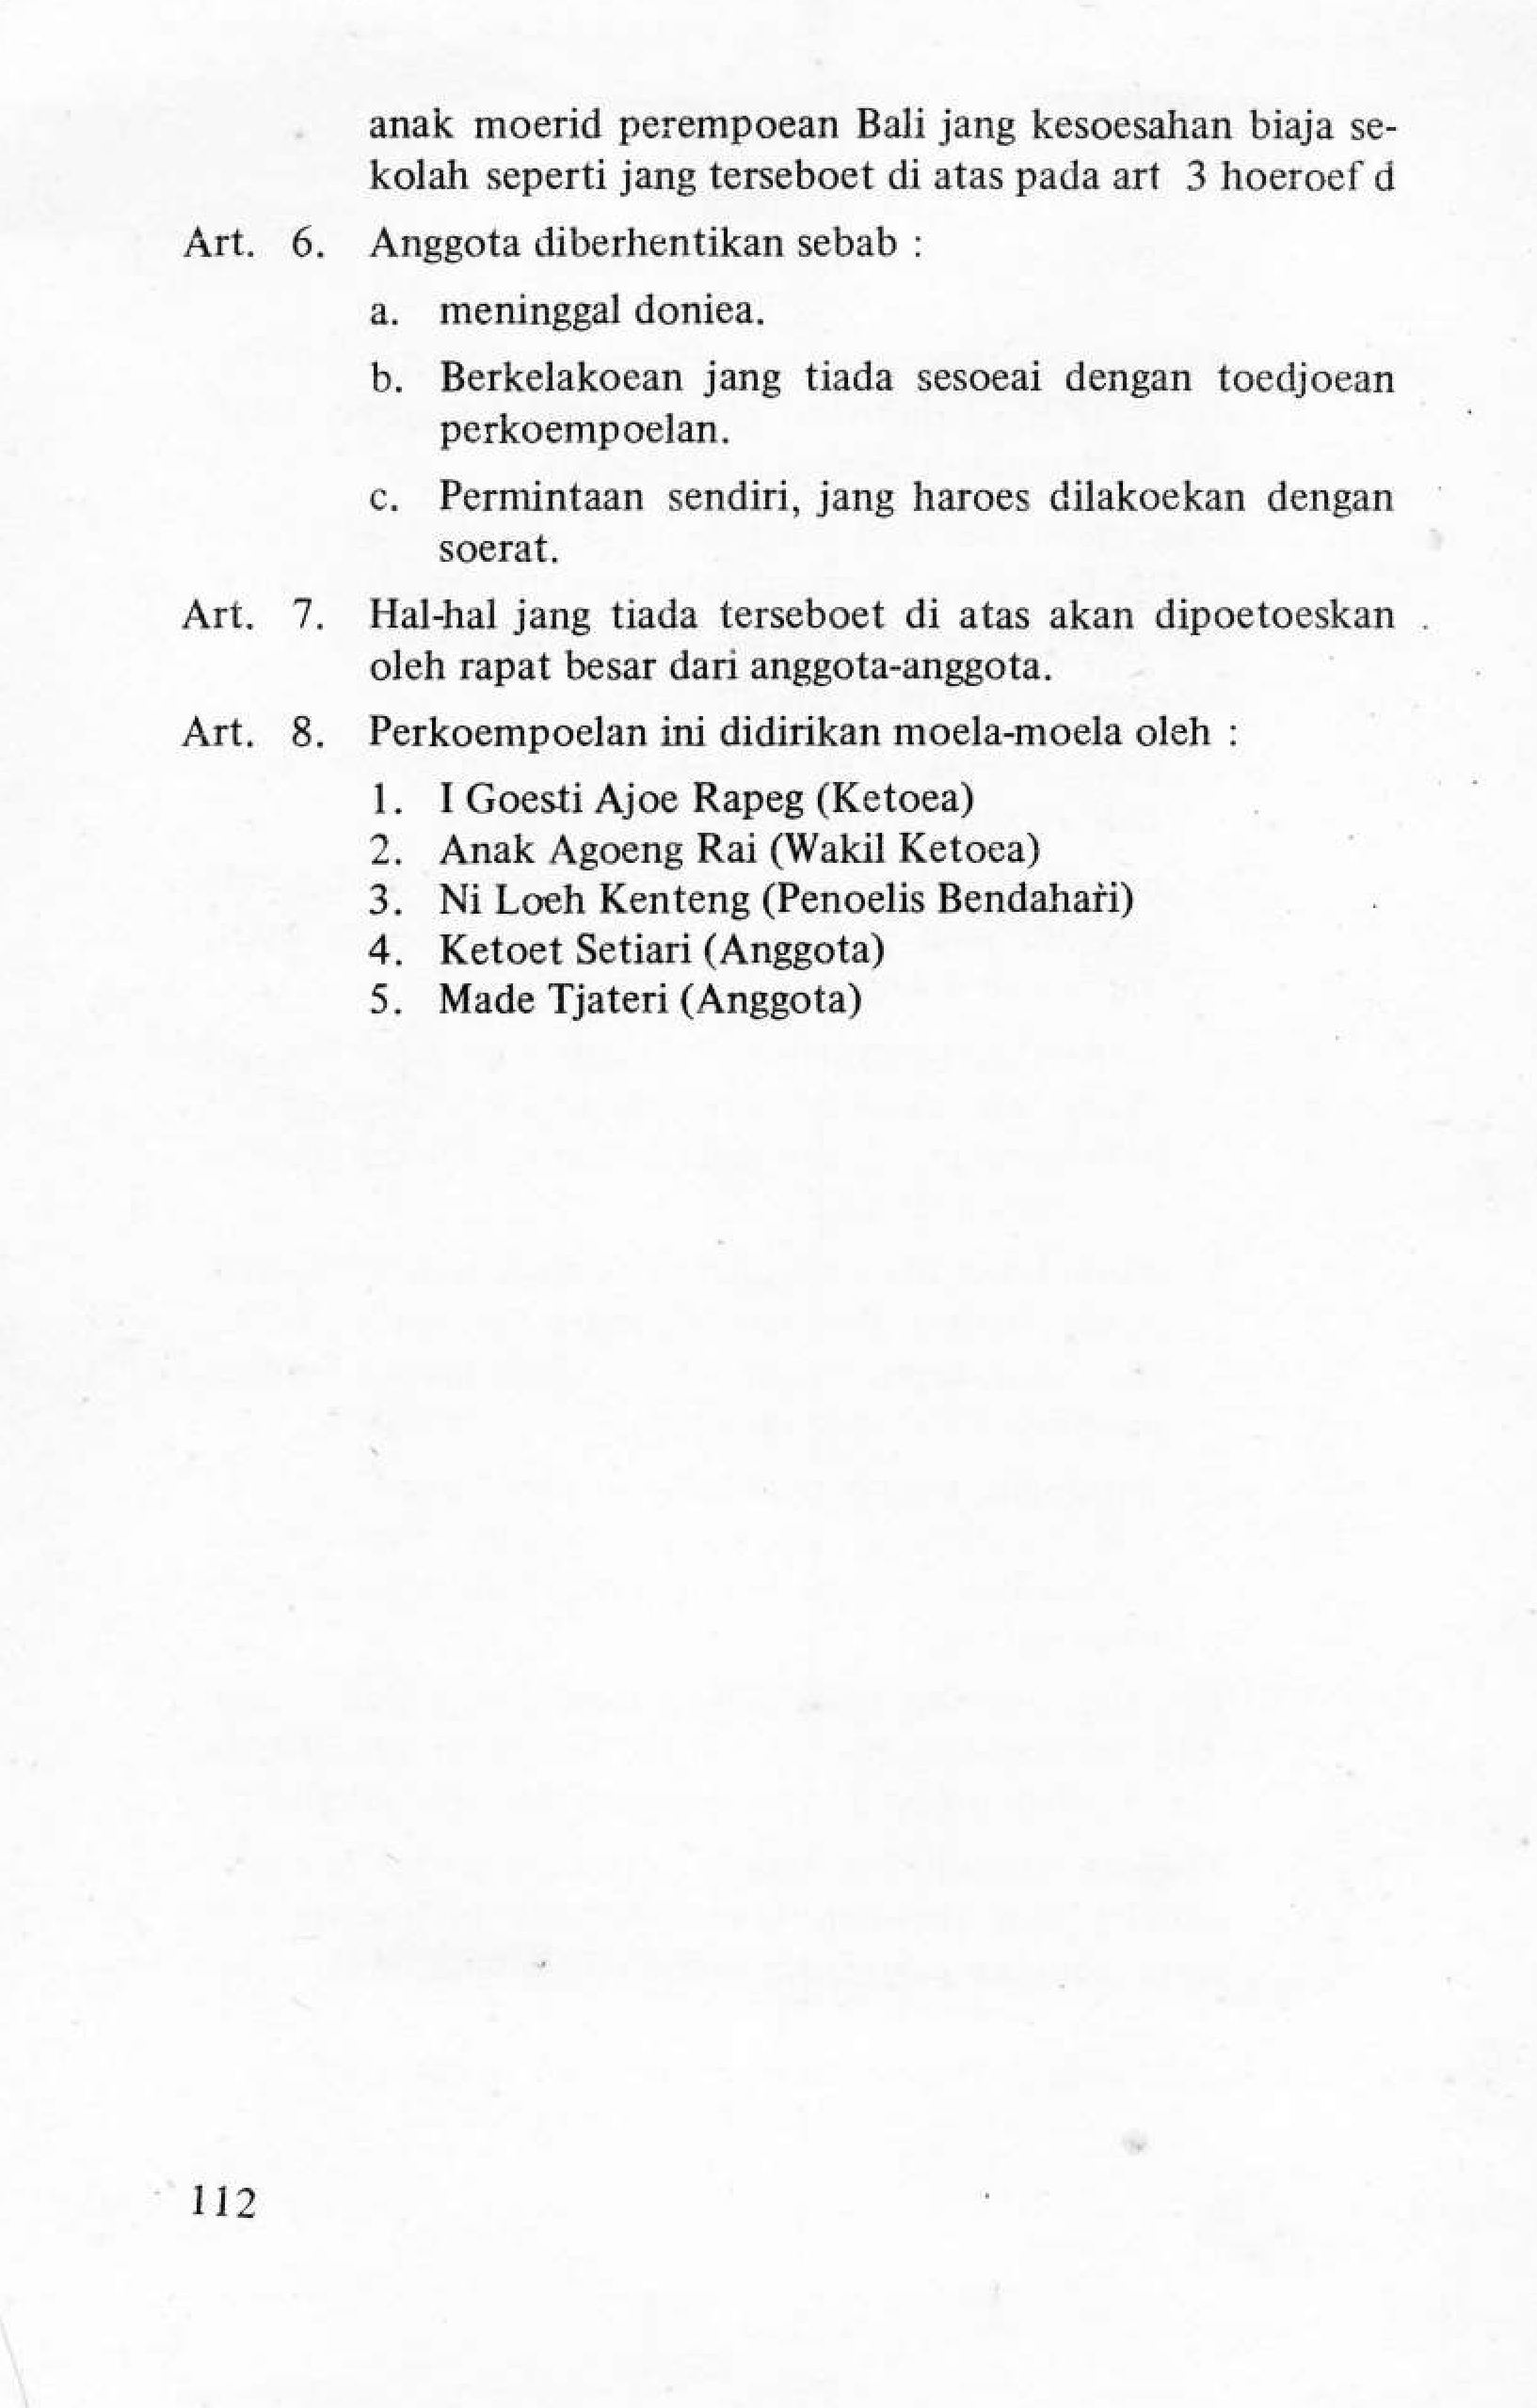 anak moerid perempoean Bali jang kesoesahan biaja se-
kolah seperti jang terseboet di atas pada art 3 hoeroef d
Art. 6. Anggota diberhentikan sebab :
a. meninggal doniea.
b. Berkelakoean jang tiada sesoeai dengan toedjoean
perkoempoelan.
c. Permintaan sendiri, jang haroes dilakoekan dengan
soerat.
Art. 7. Hal-hal jang tiada terseboet di atas akan dipoetoeskan
oleh rapat besar dari anggota-anggota.
Art. 8. Perkoempoelan ini didirikan moela-moela oleh :
1. I Goesti Ajoe Rapeg (Ketoea)
2. Anak Agoeng Rai (Wakil Ketoea)
3. Ni Loeh Kenteng (Penoelis Bendahari)
4. Ketoet Setiari (Anggota)
5. Made Tjateri (Anggota)
112